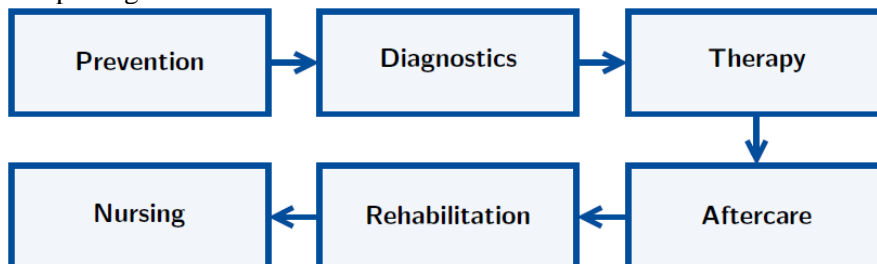 Prevention
Diagnostics
Therapy
Nursing
Rehabilitation
Aftercare